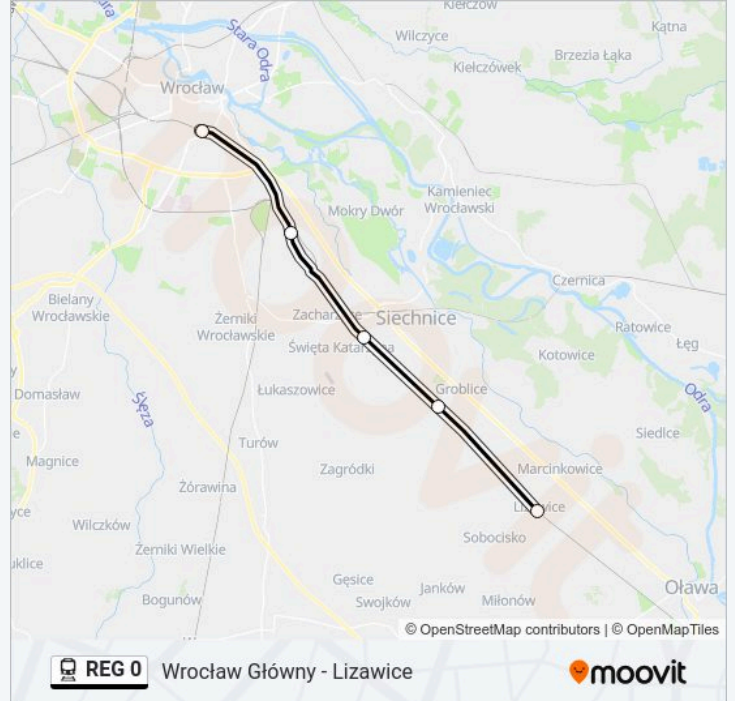 Kiełczów
Kątna
Wilczyce
Stara Odra
Brzezia Łąka
Kiełczówek
Wrocław
Kamieniec
Wrocławski
Mokry Dwór
Czernica
Bielany
Wrocławskie
Żerniki
Wrocławskie
Siechnice
Ratowice
Łęg
Święta Katarzyna
Kotowice
Domasław
Ślęza
Łukaszowice
Groblice
Odra
Siedlce
Turów
Magnice
Zagródki
Marcinkowice
Żórawina
Lizawice
Wilczków
Sobocisko
Żerniki Wielkie
Gęsice
Janków
Oława
Bogunów
Swojków
Miłonów
© OpenStreetMap contributors | © OpenMapTiles
REG 0 Wrocław Główny - Lizawice
moovit